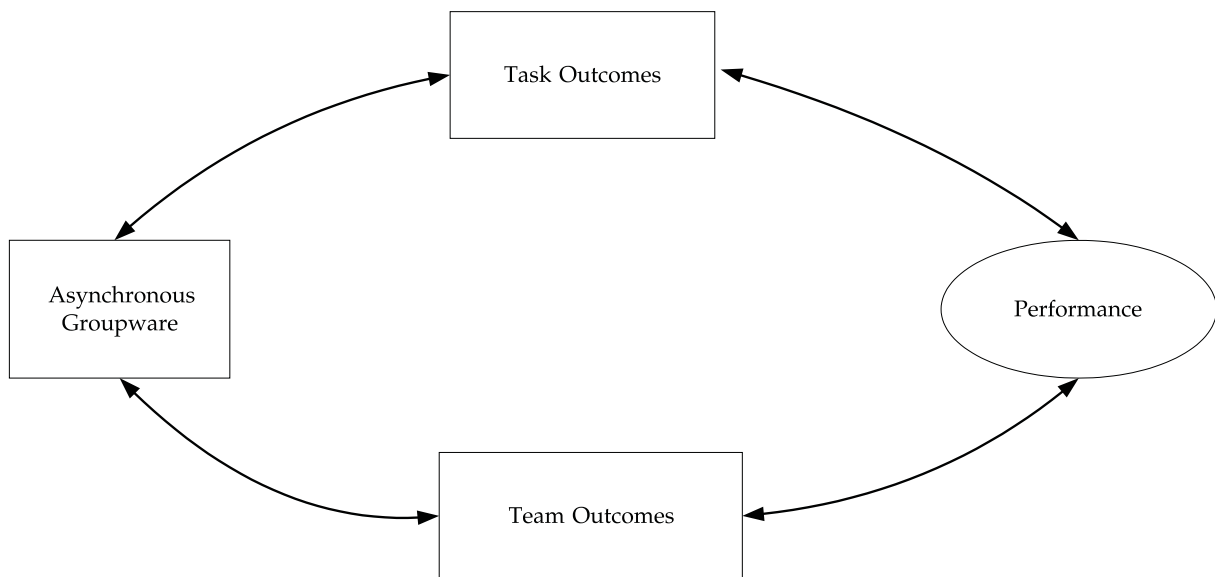 Task Outcomes
Asynchronous
Groupware
Performance
Team Outcomes